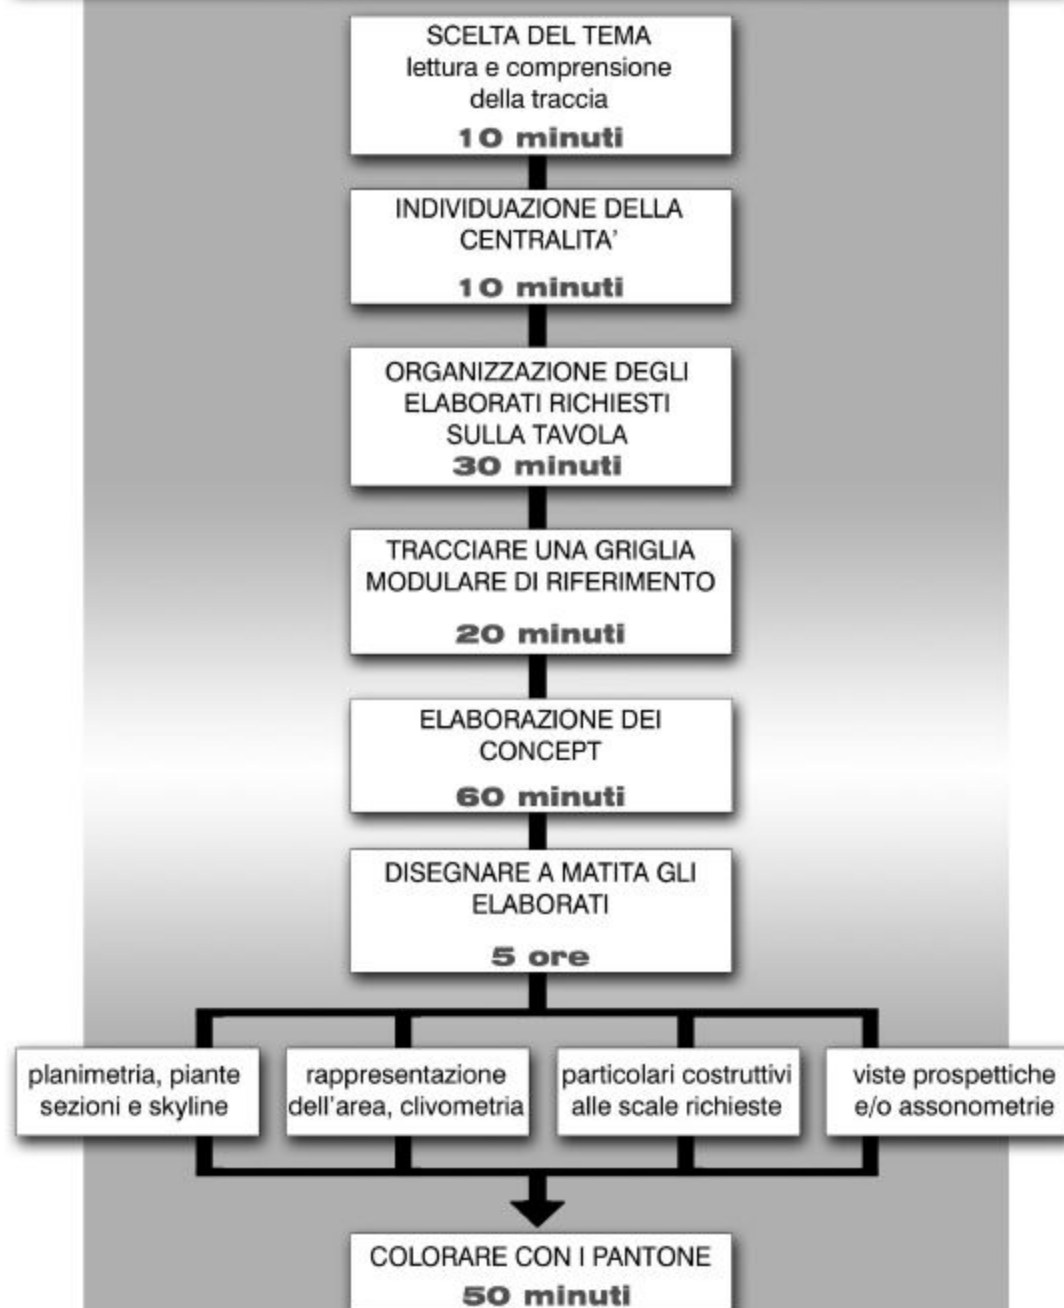 SCELTA DEL TEMA
lettura e comprensione
della traccia
10 minuti
INDIVIDUAZIONE DELLA
CENTRALITA'
10 minuti
ORGANIZZAZIONE DEGLI
ELABORATI RICHIESTI
SULLA TAVOLA
30 minuti
TRACCIARE UNA GRIGLIA
MODULARE DI RIFERIMENTO
20 minuti
ELABORAZIONE DEI
CONCEPT
60 minuti
DISEGNARE A MATITA GLI
ELABORATI
5 ore
planimetria, piante
sezioni e skyline
rappresentazione
dell'area, clivometria
particolari costruttivi
alle scale richieste
viste prospettiche
e/o assonometrie
COLORARE CON I PANTONE
50 minuti